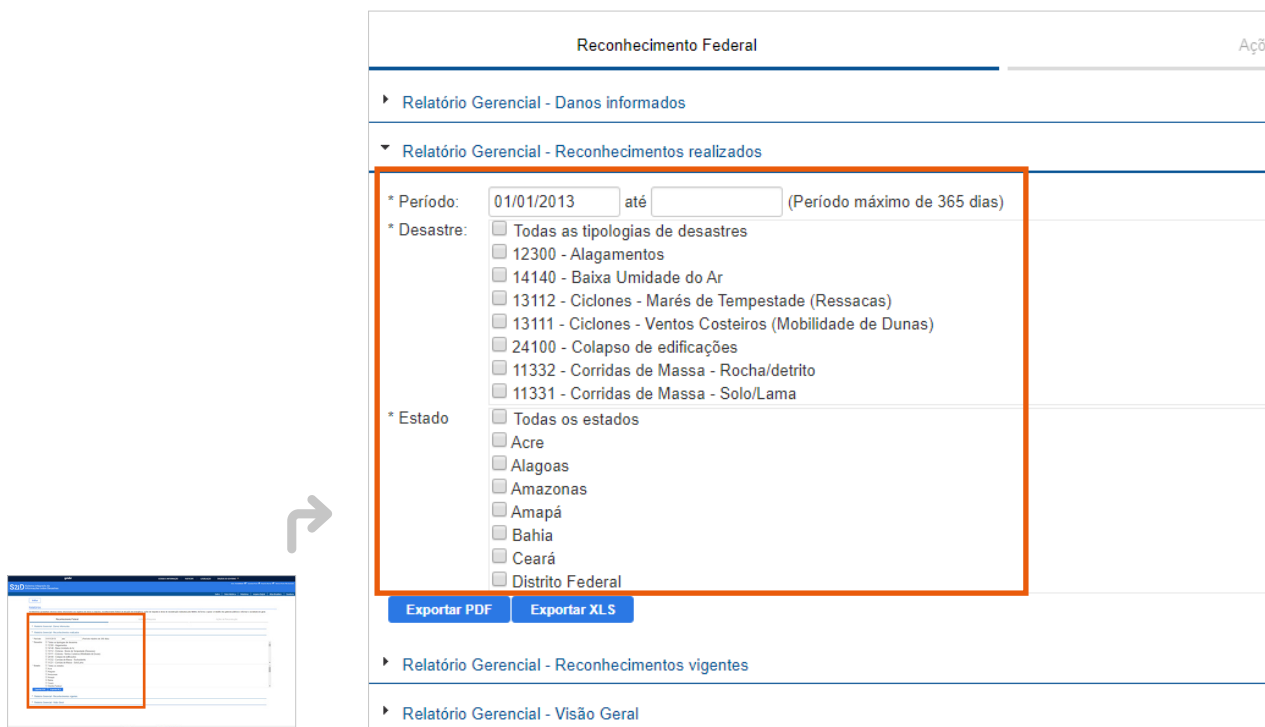 Reconhecimento Federal
Açõ
Relatório Gerencial - Danos informados
Relatório Gerencial - Reconhecimentos realizados
* Período: 01/01/2013 até (Período máximo de 365 dias)
* Desastre: Todas as tipologias de desastres
12300 - Alagamentos
14140 - Baixa Umidade do Ar
13112 - Ciclones - Marés de Tempestade (Ressacas)
13111 - Ciclones - Ventos Costeiros (Mobilidade de Dunas)
24100 - Colapso de edificações
11332 - Corridas de Massa - Rocha/detrito
11331 - Corridas de Massa - Solo/Lama
* Estado Todas os estados
Acre
Alagoas
Amazonas
Amapá
Bahia
Ceará
Distrito Federal
Exportar PDF Exportar XLS
Relatório Gerencial - Reconhecimentos vigentes
Relatório Gerencial - Visão Geral
S2iD